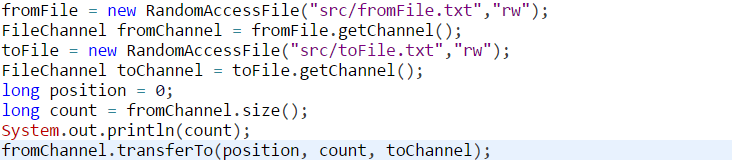 fromFile = new RandomAccessFile("src/fromFile.txt","rw");
FileChannel fromChannel = fromFile.getChannel();
toFile = new RandomAccessFile("src/toFile.txt","rw");
FileChannel toChannel = toFile.getChannel();
long position = 0;
long count = fromChannel.size();
System.out.println(count);
fromChannel.transferTo(position, count, toChannel);